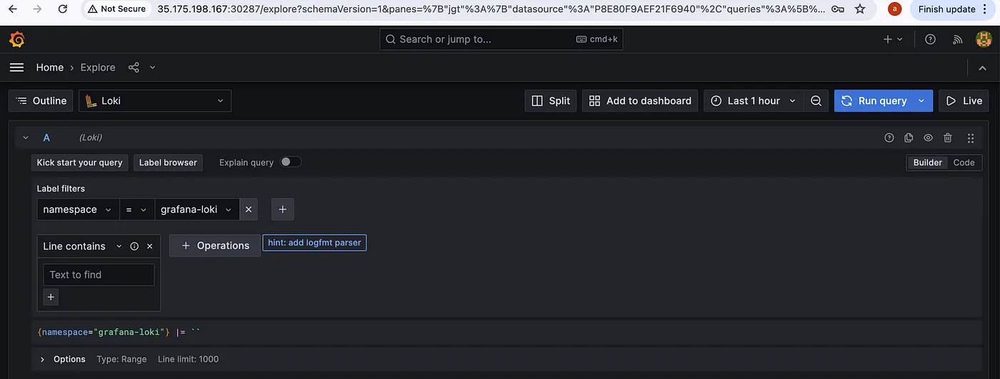 Not Secure 35.175.198.167:30287/explore?schemaVersion=1&panes=%7B"jgt"%3A%7B"datasource"%3A"P8E80F9AEF21F6940"%2C"queries"%3A%5B%... a Finish update
Search or jump to... cmd+k
Home › Explore
Outline Loki Split Add to dashboard Last 1 hour Run query Live
A (Loki)
Kick start your query Label browser Explain query Builder Code
Label filters
namespace = grafana-loki
Line contains + Operations hint: add logfmt parser
Text to find
+
{namespace="grafana-loki"} |= ``
Options Type: Range Line limit: 1000